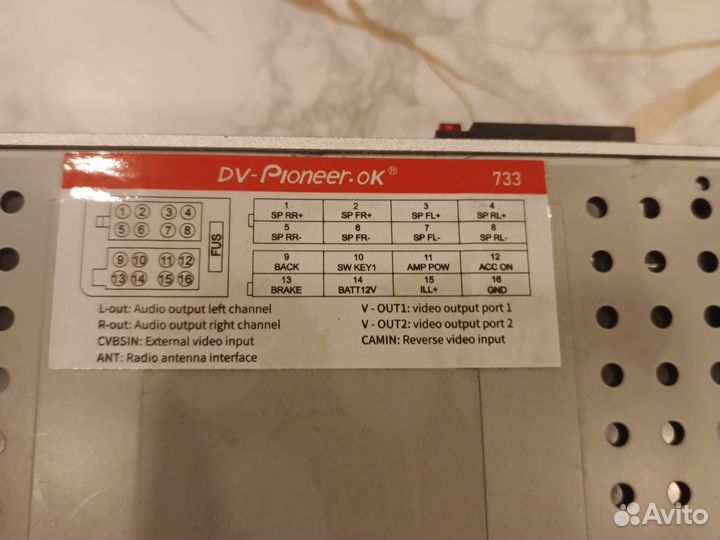 DV-Pioneer.oK® 733
1 2 3 4
5 6 7 8
9 10 11 12
13 14 15 16
FUS
1 2 3 4
SP RR+ SP FR+ SP FL+ SP RL+
5 6 7 8
SP RR- SP FR- SP FL- SP RL-
9 10 11 12
BACK SW KEY1 AMP POW ACC ON
13 14 15 16
BRAKE BATT12V ILL+ GND
L-out: Audio output left channel
R-out: Audio output right channel
CVBSIN: External video input
ANT: Radio antenna interface
V - OUT1: video output port 1
V - OUT2: video output port 2
CAMIN: Reverse video input
Avito